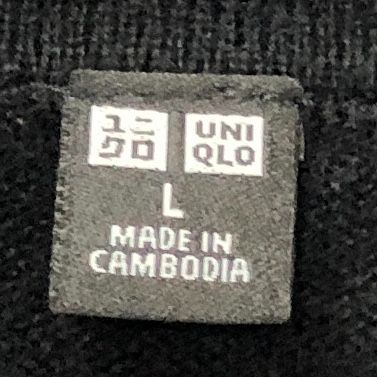 ユニ
クロ
UNI
QLO
L
MADE IN
CAMBODIA